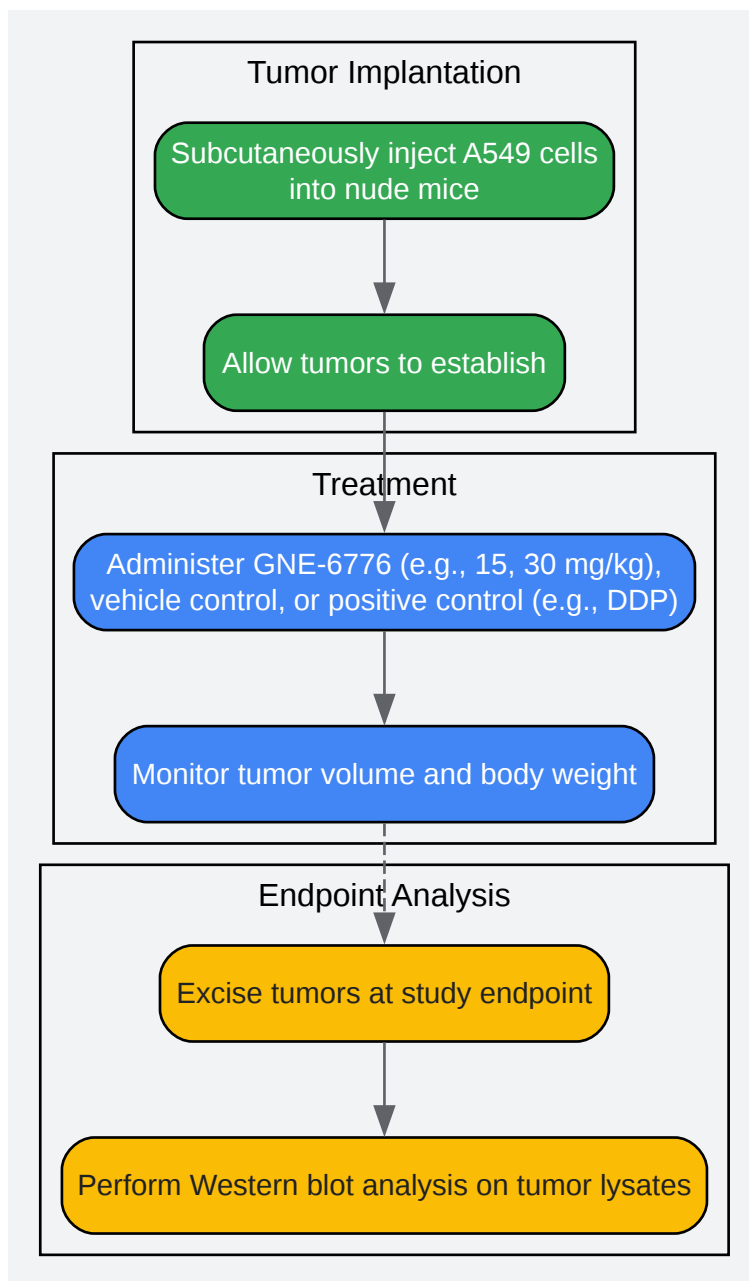 Tumor Implantation
Subcutaneously inject A549 cells
into nude mice
Allow tumors to establish
Treatment
Administer GNE-6776 (e.g., 15, 30 mg/kg),
vehicle control, or positive control (e.g., DDP)
Monitor tumor volume and body weight
Endpoint Analysis
Excise tumors at study endpoint
Perform Western blot analysis on tumor lysates